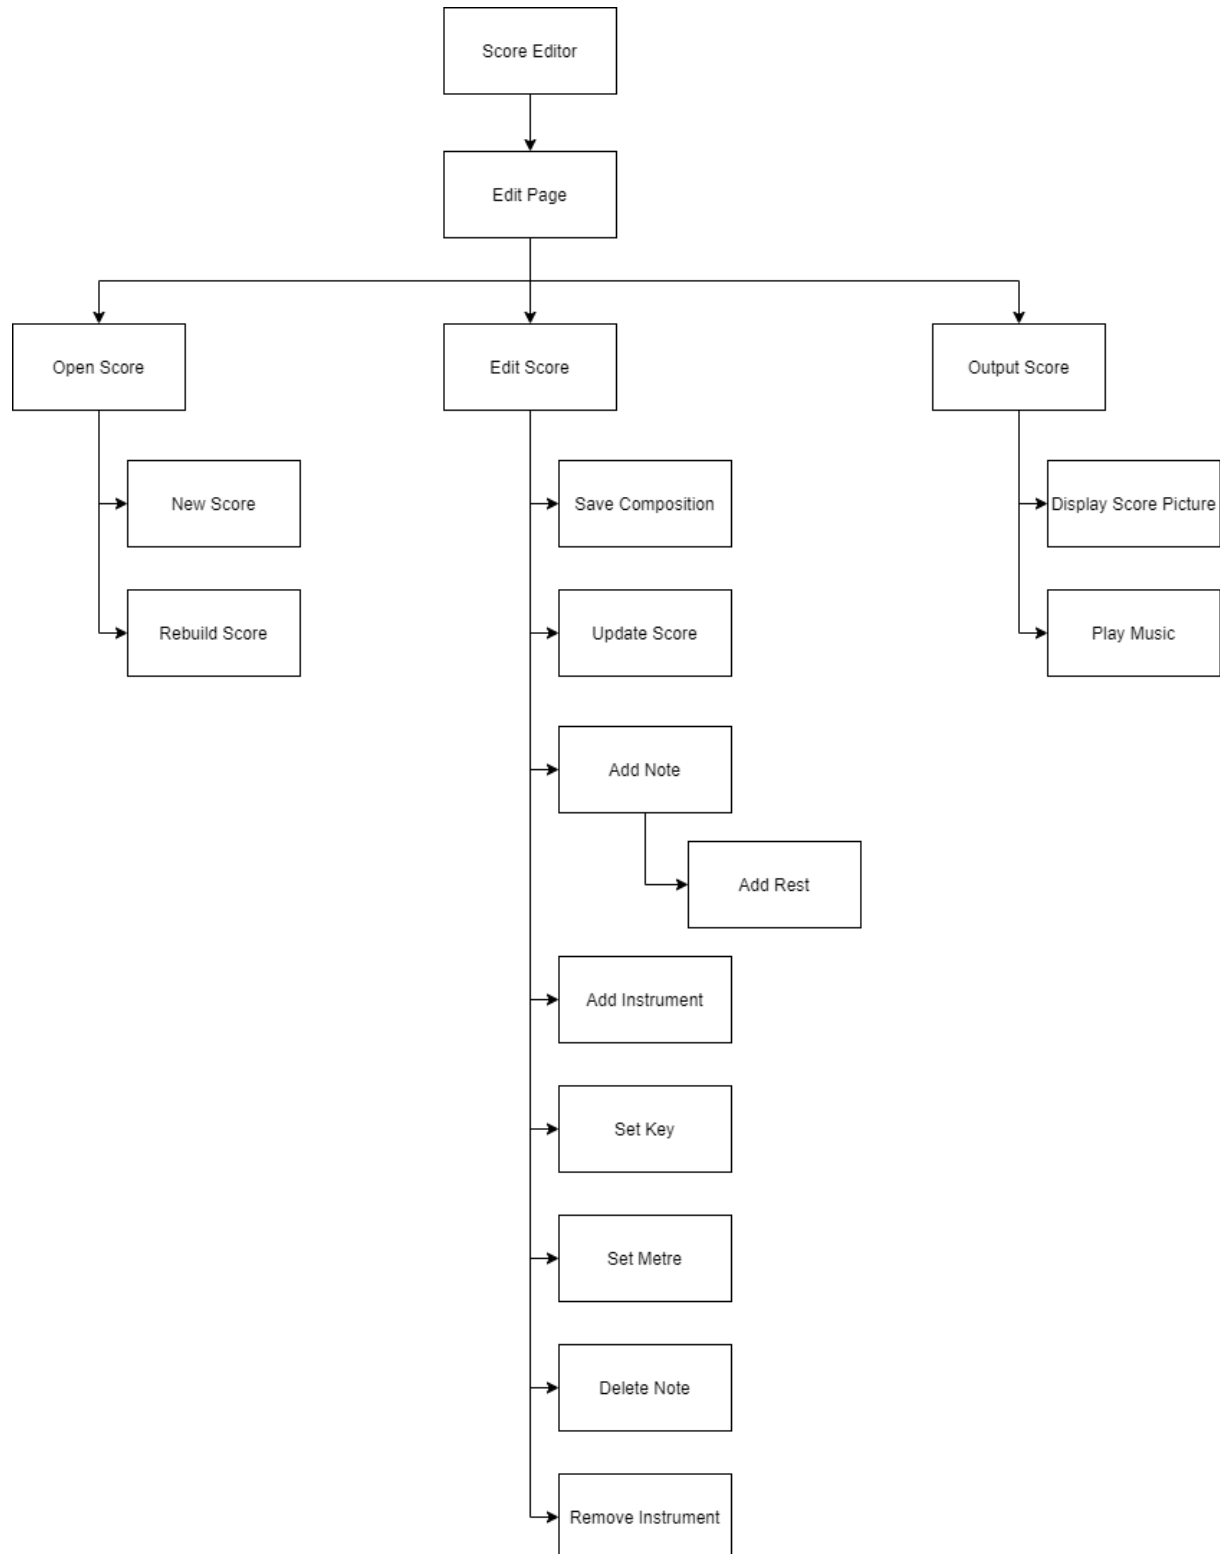 Score Editor
Edit Page
Open Score
Edit Score
Output Score
New Score
Save Composition
Display Score Picture
Rebuild Score
Update Score
Play Music
Add Note
Add Rest
Add Instrument
Set Key
Set Metre
Delete Note
Remove Instrument